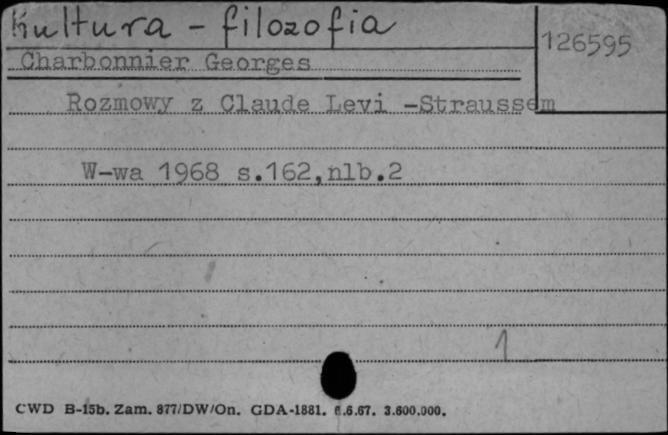 Kultura - filozofia
126595
Charbonnier Georges
Rozmowy z Claude Levi -Straussem
W-wa 1968 s.162,nlb.2
1
CWD B-15b. Zam. 877/DW/On. GDA-1881. 6.6.67. 3.600.000.